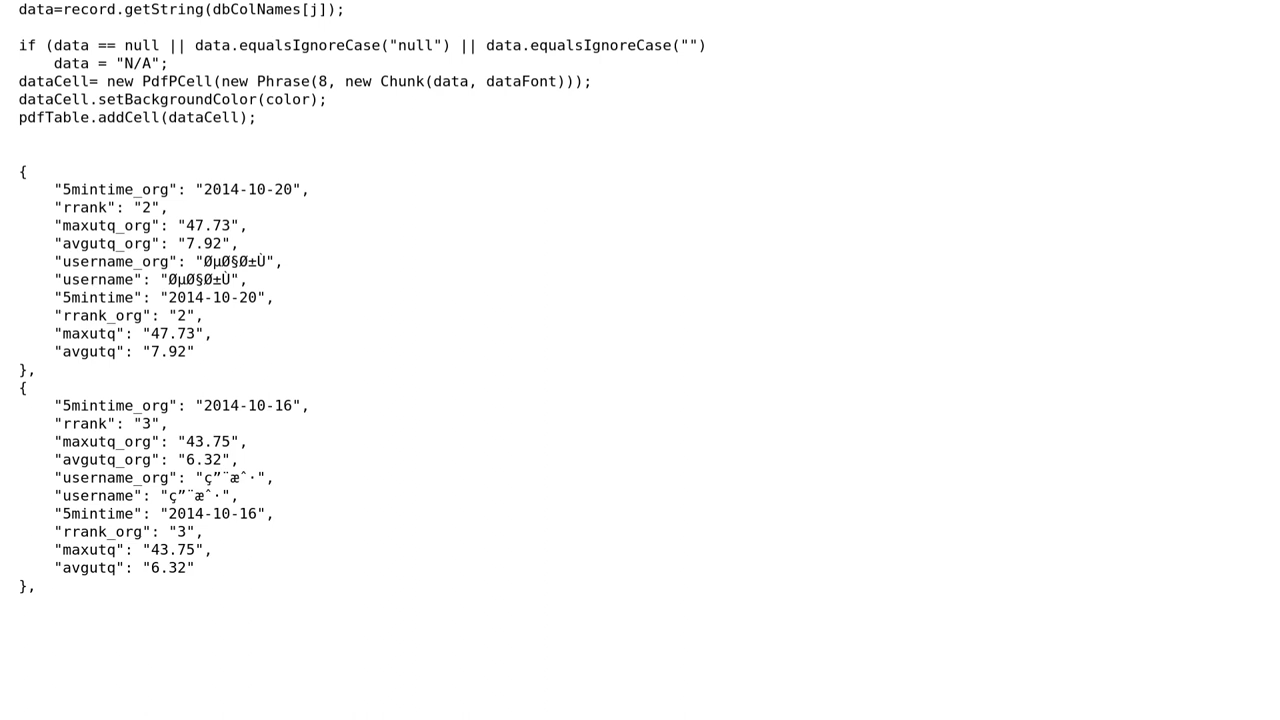 data=record.getString(dbColNames[j]);
if (data == null || data.equalsIgnoreCase("null") || data.equalsIgnoreCase("")
    data = "N/A";
dataCell= new PdfPCell(new Phrase(8, new Chunk(data, dataFont)));
dataCell.setBackgroundColor(color);
pdfTable.addCell(dataCell);
{
    "5mintime_org": "2014-10-20",
    "rrank": "2",
    "maxutq_org": "47.73",
    "avgutq_org": "7.92",
    "username_org": "ØµØ§Ø±Ù",
    "username": "ØµØ§Ø±Ù",
    "5mintime": "2014-10-20",
    "rrank_org": "2",
    "maxutq": "47.73",
    "avgutq": "7.92"
},
{
    "5mintime_org": "2014-10-16",
    "rrank": "3",
    "maxutq_org": "43.75",
    "avgutq_org": "6.32",
    "username_org": "ç”¨æˆ·",
    "username": "ç”¨æˆ·",
    "5mintime": "2014-10-16",
    "rrank_org": "3",
    "maxutq": "43.75",
    "avgutq": "6.32"
},